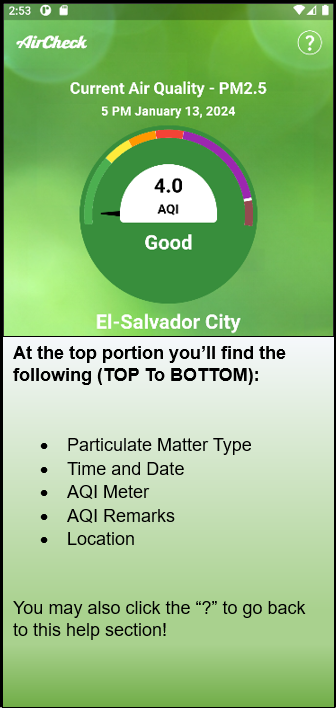 2:53
AirCheck
?
Current Air Quality - PM2.5
5 PM January 13, 2024
4.0
AQI
Good
El-Salvador City
At the top portion you’ll find the
following (TOP To BOTTOM):
• Particulate Matter Type
• Time and Date
• AQI Meter
• AQI Remarks
• Location
You may also click the “?” to go back
to this help section!